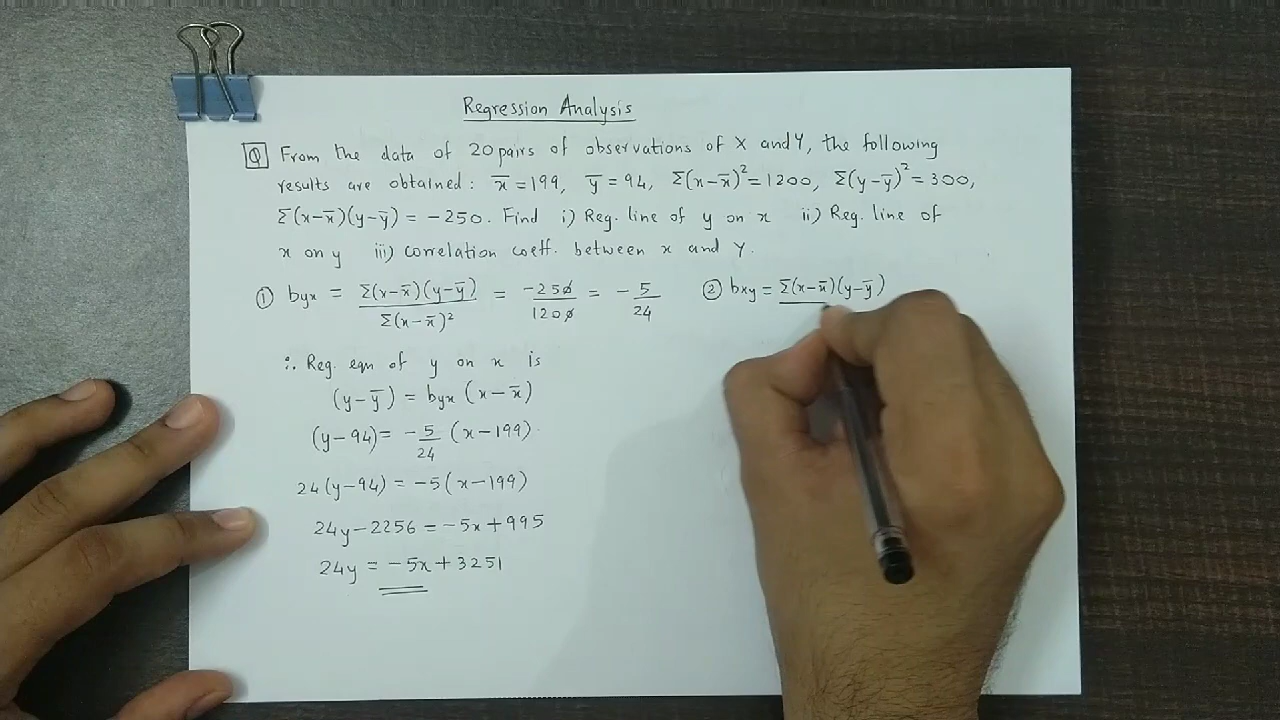 Regression Analysis
Q From the data of 20 pairs of observations of X and Y, the following
results are obtained: x̅ = 199, y̅ = 94, Σ(x-x̅)² = 1200, Σ(y-y̅)² = 300,
Σ(x-x̅)(y-y̅) = -250. Find i) Reg. line of y on x ii) Reg. line of
x on y iii) Correlation coeff. between x and Y.
① byx = Σ(x-x̅)(y-y̅) / Σ(x-x̅)² = -250 / 1200 = -5/24
∴ Reg. eqn of y on x is
(y-y̅) = byx (x-x̅)
(y-94) = -5/24 (x-199)
24(y-94) = -5(x-199)
24y-2256 = -5x+995
24y = -5x+3251
② bxy = Σ(x-x̅)(y-y̅)